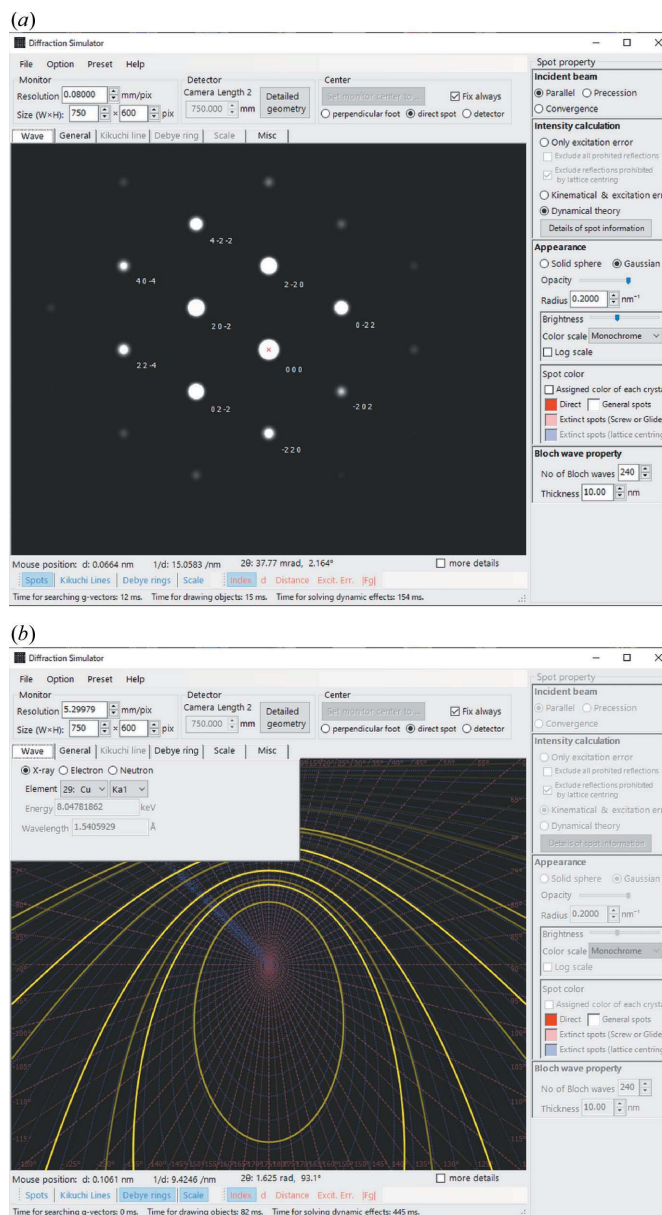 (a)
Diffraction Simulator
File Option Preset Help
Monitor
Resolution 0.08000 mm/pix
Size (W×H): 750 × 600 pix
Detector
Camera Length 2
750.000 mm
Detailed geometry
Center
Set monitor center to ...
Fix always
perpendicular foot direct spot detector
Wave General Kikuchi line Debye ring Scale Misc
4 -2 -2
4 0 -4
2 -2 0
2 0 -2
0 -2 2
2 2 -4
0 0 0
0 2 -2
-2 0 2
-2 2 0
Mouse position: d: 0.0664 nm 1/d: 15.0583 /nm 2θ: 37.77 mrad, 2.164° more details
Spots Kikuchi Lines Debye rings Scale Index d Distance Excit. Err. |Fg|
Time for searching g-vectors: 12 ms. Time for drawing objects: 15 ms. Time for solving dynamic effects: 154 ms.
Spot property
Incident beam
Parallel Precession
Convergence
Intensity calculation
Only excitation error
Exclude all prohited reflections
Exclude reflections prohibited
by lattice centring
Kinematical & excitation err
Dynamical theory
Details of spot information
Appearance
Solid sphere Gaussian
Opacity
Radius 0.2000 nm⁻¹
Brightness
Color scale Monochrome
Log scale
Spot color
Assigned color of each crysta
Direct General spots
Extinct spots (Screw or Glide
Extinct spots (lattice centring
Bloch wave property
No of Bloch waves 240
Thickness 10.00 nm
(b)
Diffraction Simulator
File Option Preset Help
Monitor
Resolution 5.29979 mm/pix
Size (W×H): 750 × 600 pix
Detector
Camera Length 2
750.000 mm
Detailed geometry
Center
Set monitor center to ...
Fix always
perpendicular foot direct spot detector
Wave General Kikuchi line Debye ring Scale Misc
X-ray Electron Neutron
Element 29: Cu Ka1
Energy 8.04781862 keV
Wavelength 1.5405929 Å
Mouse position: d: 0.1061 nm 1/d: 9.4246 /nm 2θ: 1.625 rad, 93.1° more details
Spots Kikuchi Lines Debye rings Scale Index d Distance Excit. Err. |Fg|
Time for searching g-vectors: 0 ms. Time for drawing objects: 82 ms. Time for solving dynamic effects: 445 ms.
Spot property
Incident beam
Parallel Precession
Convergence
Intensity calculation
Only excitation error
Exclude all prohited reflections
Exclude reflections prohibited
by lattice centring
Kinematical & excitation err
Dynamical theory
Details of spot information
Appearance
Solid sphere Gaussian
Opacity
Radius 0.2000 nm⁻¹
Brightness
Color scale Monochrome
Log scale
Spot color
Assigned color of each crysta
Direct General spots
Extinct spots (Screw or Glide
Extinct spots (lattice centring
Bloch wave property
No of Bloch waves 240
Thickness 10.00 nm